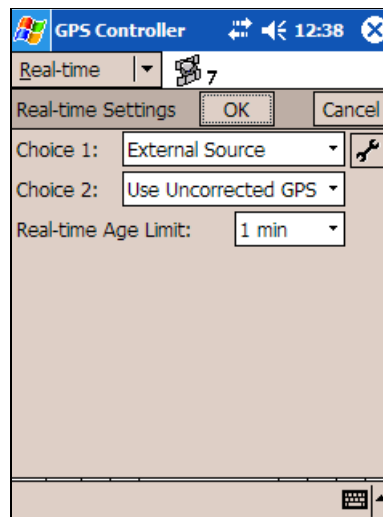 GPS Controller 12:38
Real-time 7
Real-time Settings OK Cancel
Choice 1: External Source
Choice 2: Use Uncorrected GPS
Real-time Age Limit: 1 min